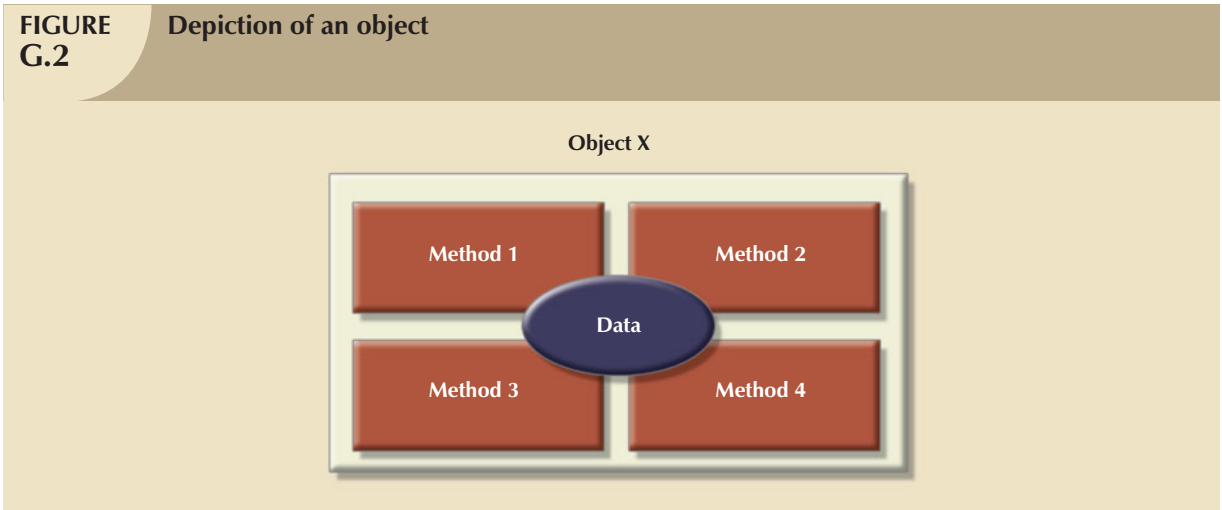 FIGURE
G.2
Depiction of an object
Object X
Method 1
Method 2
Data
Method 3
Method 4